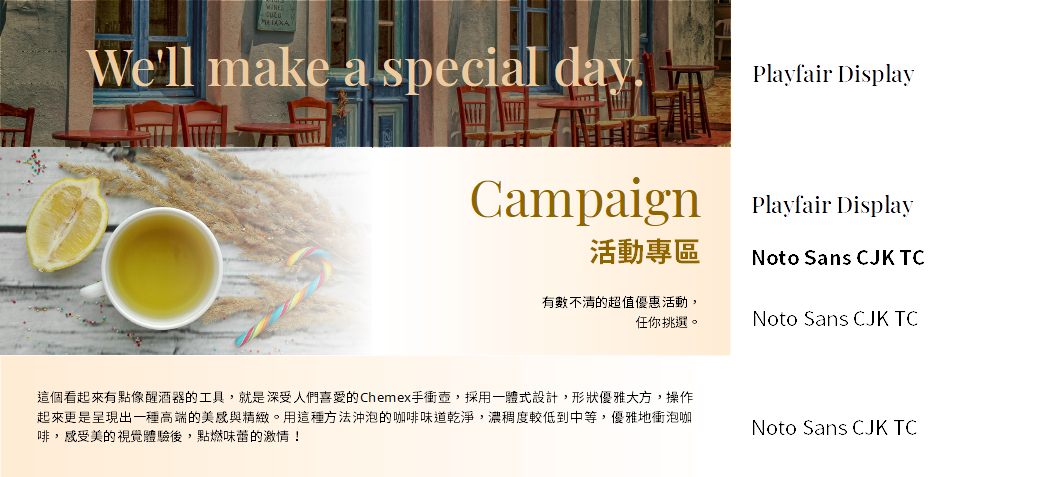 We'll make a special day.
Playfair Display
Campaign
Playfair Display
活動專區
Noto Sans CJK TC
有數不清的超值優惠活動，
任你挑選。
Noto Sans CJK TC
這個看起來有點像醒酒器的工具，就是深受人們喜愛的Chemex手衝壺，採用一體式設計，形狀優雅大方，操作
起來更是呈現出一種高端的美感與精緻。用這種方法沖泡的咖啡味道乾淨，濃稠度較低到中等，優雅地衝泡咖
啡，感受美的視覺體驗後，點燃味蕾的激情！
Noto Sans CJK TC